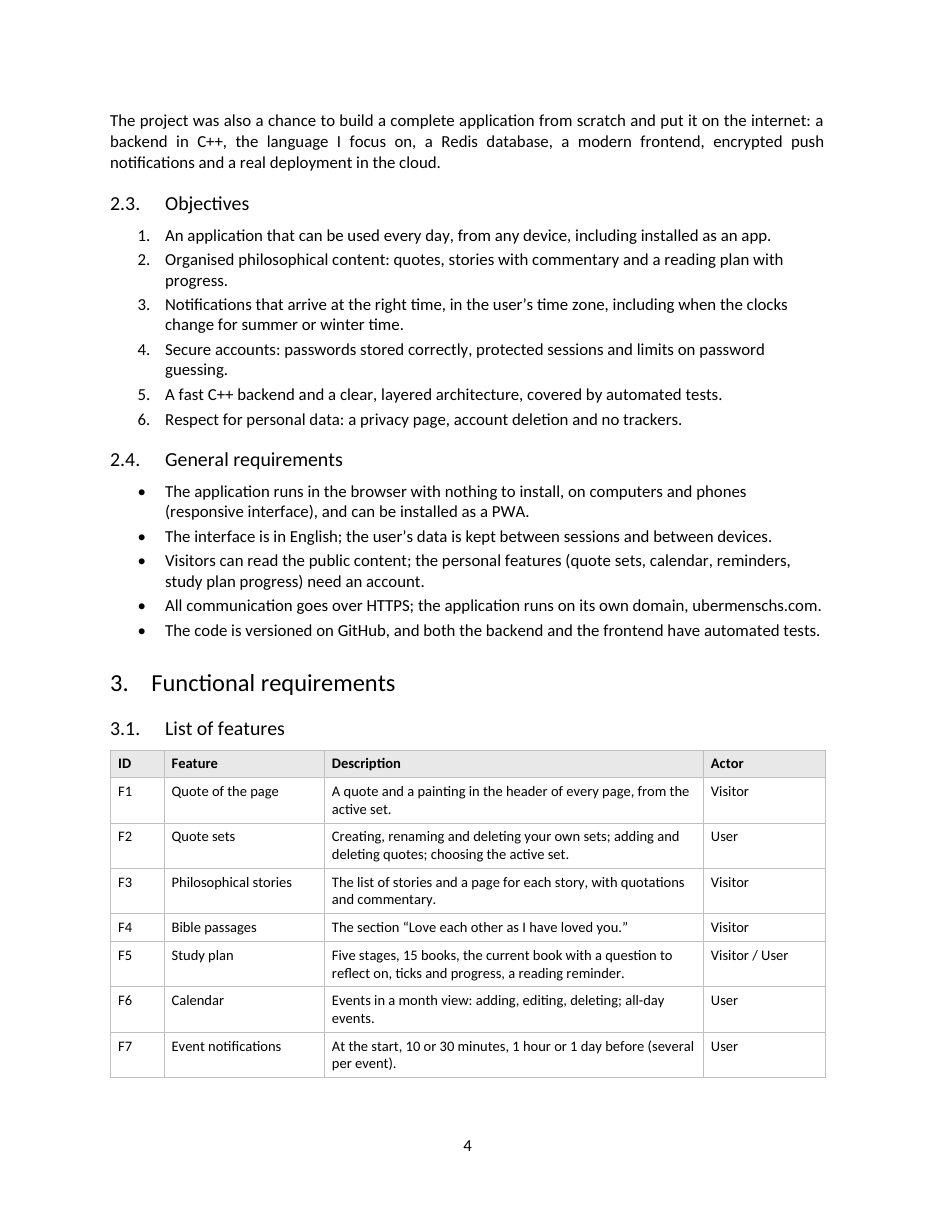 The project was also a chance to build a complete application from scratch and put it on the internet: a
backend in C++, the language I focus on, a Redis database, a modern frontend, encrypted push
notifications and a real deployment in the cloud.
2.3. Objectives
1. An application that can be used every day, from any device, including installed as an app.
2. Organised philosophical content: quotes, stories with commentary and a reading plan with
progress.
3. Notifications that arrive at the right time, in the user’s time zone, including when the clocks
change for summer or winter time.
4. Secure accounts: passwords stored correctly, protected sessions and limits on password
guessing.
5. A fast C++ backend and a clear, layered architecture, covered by automated tests.
6. Respect for personal data: a privacy page, account deletion and no trackers.
2.4. General requirements
• The application runs in the browser with nothing to install, on computers and phones
(responsive interface), and can be installed as a PWA.
• The interface is in English; the user’s data is kept between sessions and between devices.
• Visitors can read the public content; the personal features (quote sets, calendar, reminders,
study plan progress) need an account.
• All communication goes over HTTPS; the application runs on its own domain, ubermenschs.com.
• The code is versioned on GitHub, and both the backend and the frontend have automated tests.
3. Functional requirements
3.1. List of features
ID Feature Description Actor
F1 Quote of the page A quote and a painting in the header of every page, from the Visitor
active set.
F2 Quote sets Creating, renaming and deleting your own sets; adding and User
deleting quotes; choosing the active set.
F3 Philosophical stories The list of stories and a page for each story, with quotations Visitor
and commentary.
F4 Bible passages The section “Love each other as I have loved you.” Visitor
F5 Study plan Five stages, 15 books, the current book with a question to Visitor / User
reflect on, ticks and progress, a reading reminder.
F6 Calendar Events in a month view: adding, editing, deleting; all-day User
events.
F7 Event notifications At the start, 10 or 30 minutes, 1 hour or 1 day before (several User
per event).
4